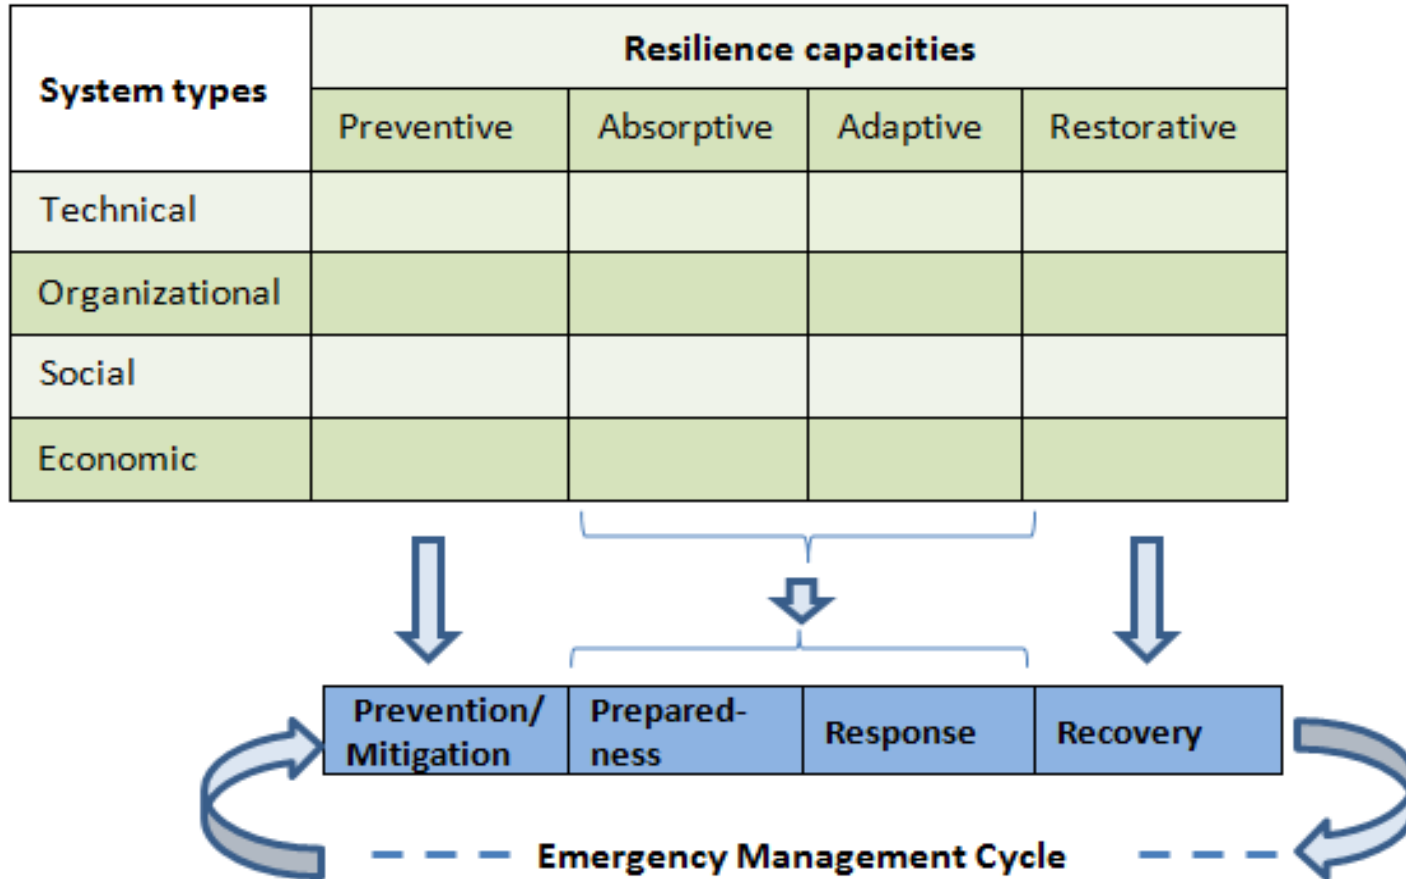 System types
Resilience capacities
Preventive
Absorptive
Adaptive
Restorative
Technical
Organizational
Social
Economic
Prevention/
Mitigation
Prepared-
ness
Response
Recovery
Emergency Management Cycle